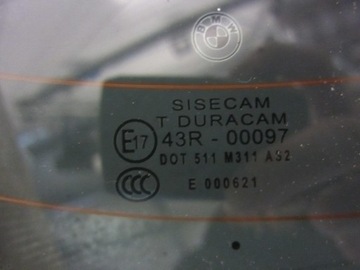 BMW
SISECAM
T DURACAM
E17 43R - 00097
DOT 511 M311 AS2
CCC E 000621